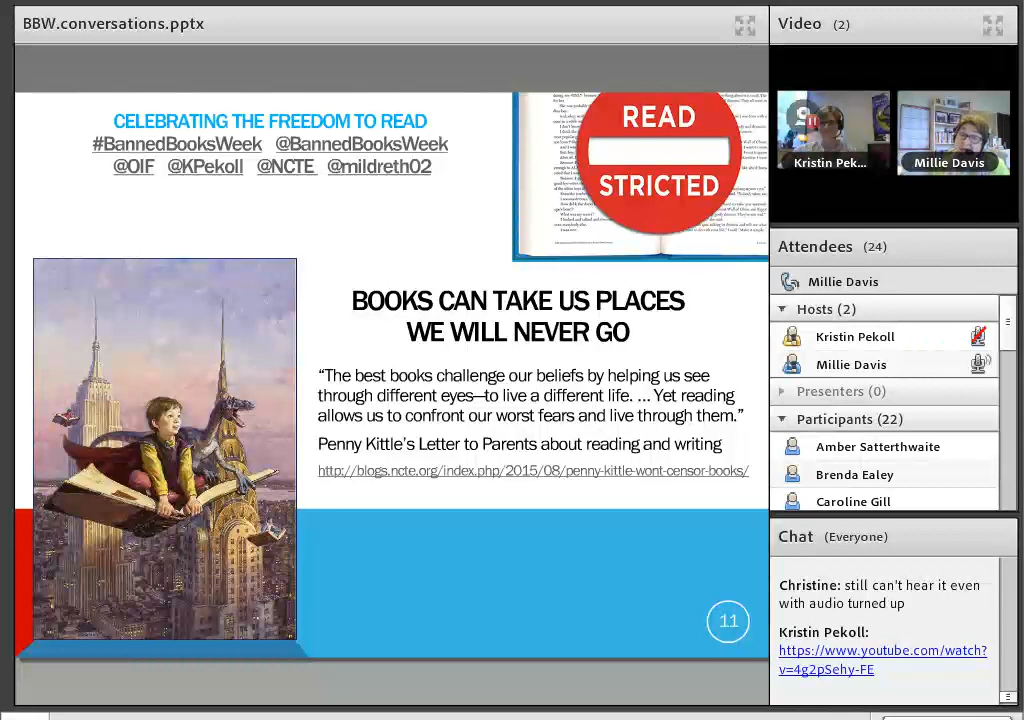 BBW.conversations.pptx
CELEBRATING THE FREEDOM TO READ
#BannedBooksWeek @BannedBooksWeek
@OIF @KPekoll @NCTE @mildreth02
READ
STRICTED
BOOKS CAN TAKE US PLACES
WE WILL NEVER GO
“The best books challenge our beliefs by helping us see
through different eyes—to live a different life. ... Yet reading
allows us to confront our worst fears and live through them.”
Penny Kittle’s Letter to Parents about reading and writing
http://blogs.ncte.org/index.php/2015/08/penny-kittle-wont-censor-books/
11
Video (2)
Kristin Pek...
Millie Davis
Attendees (24)
Millie Davis
Hosts (2)
Kristin Pekoll
Millie Davis
Presenters (0)
Participants (22)
Amber Satterthwaite
Brenda Ealey
Caroline Gill
Chat (Everyone)
Christine: still can't hear it even
with audio turned up
Kristin Pekoll:
https://www.youtube.com/watch?
v=4g2pSehy-FE